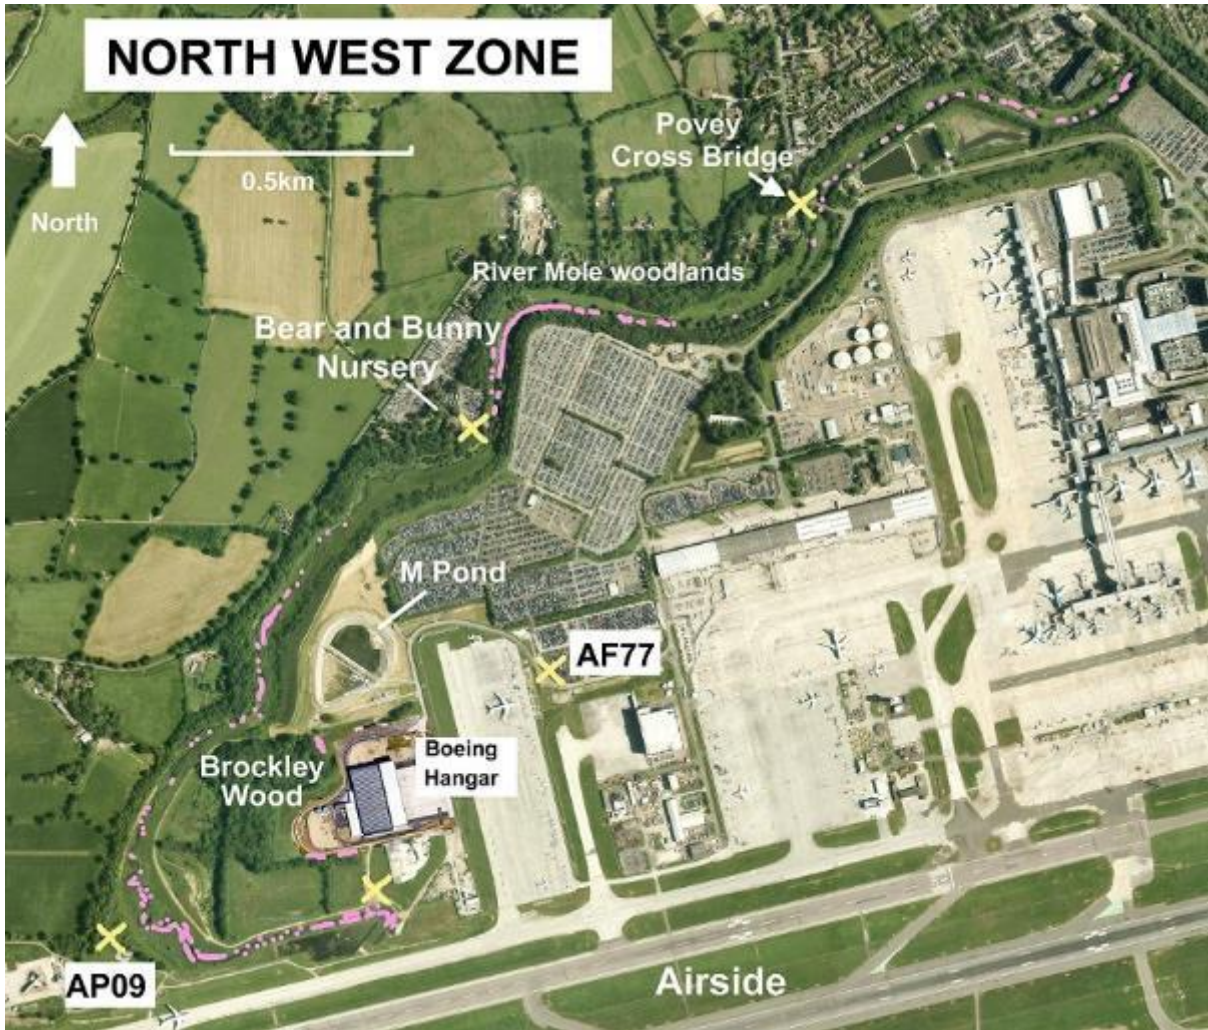 NORTH WEST ZONE
North
0.5km
Povey
Cross Bridge
River Mole woodlands
Bear and Bunny
Nursery
M Pond
AF77
Brockley
Wood
Boeing
Hangar
AP09
Airside